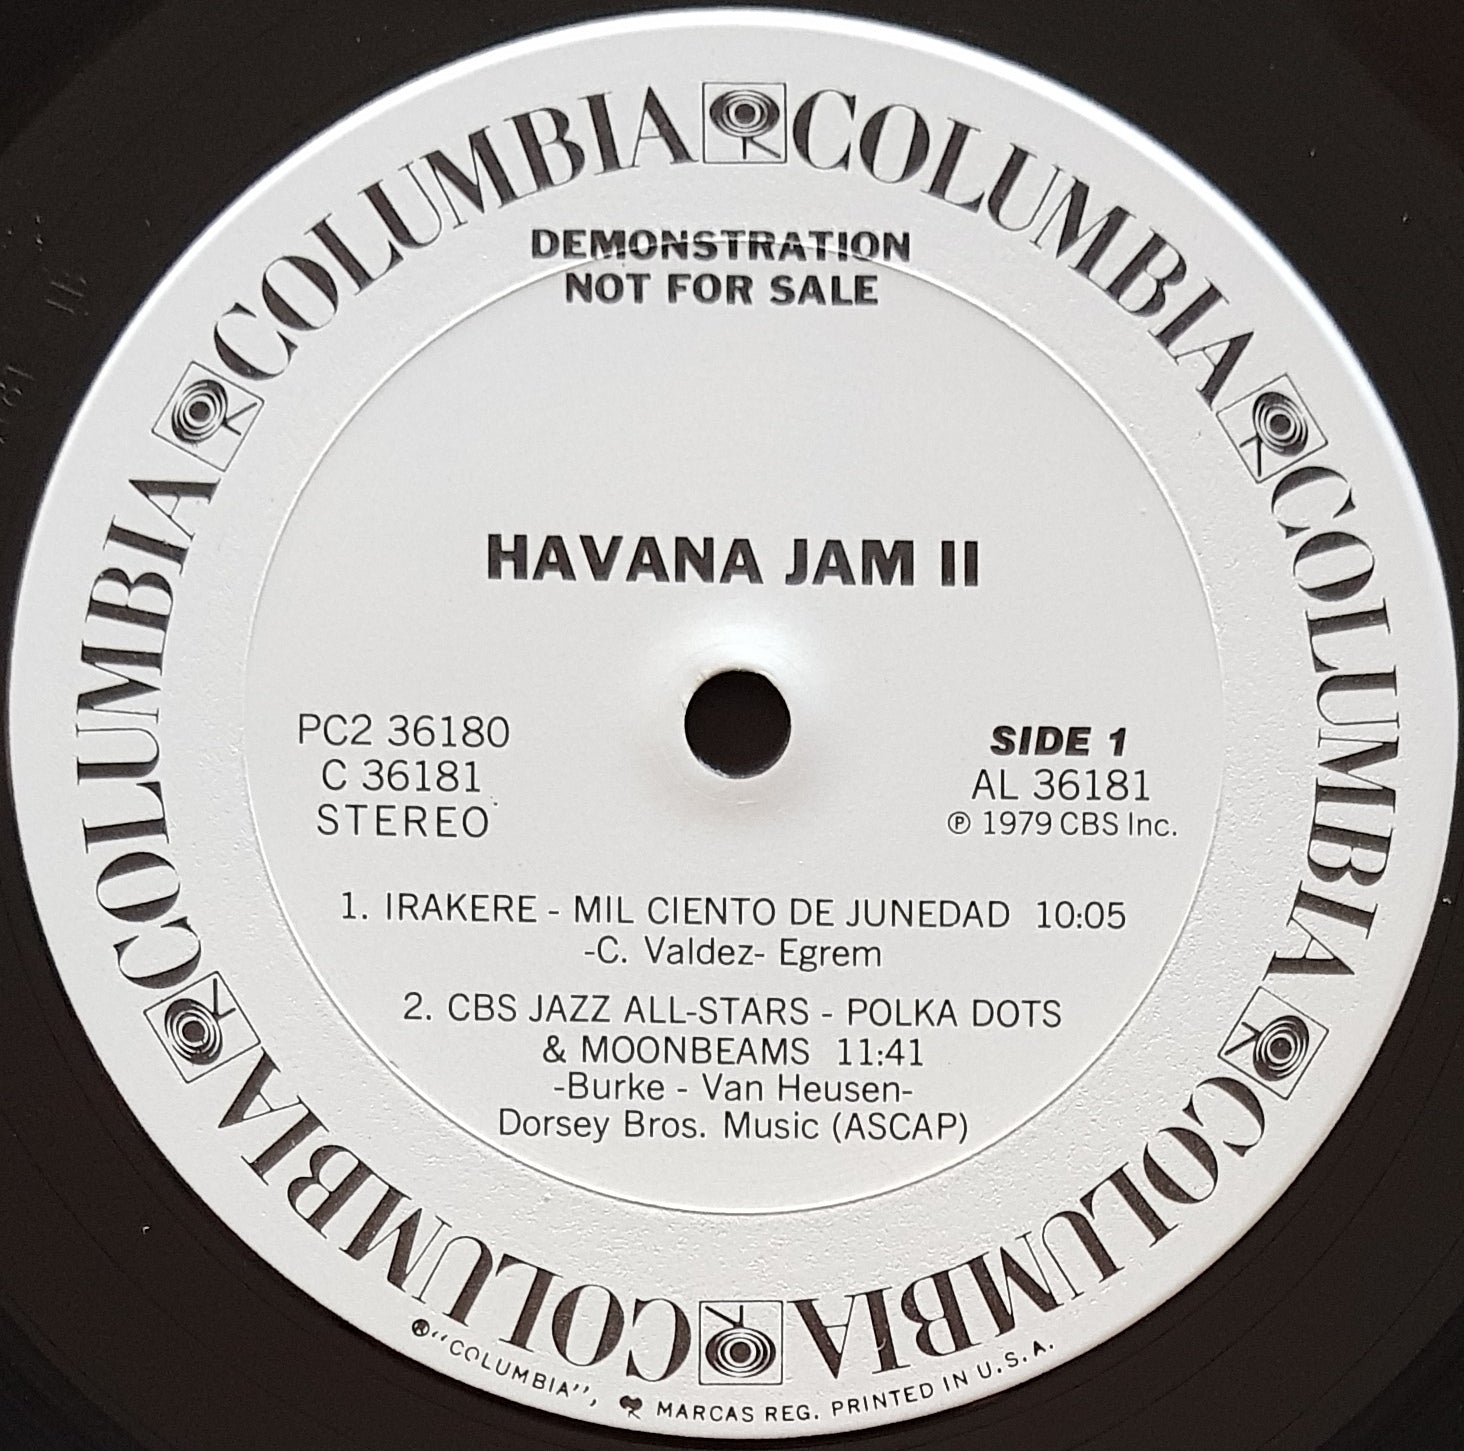 COLUMBIA COLUMBIA COLUMBIA COLUMBIA COLUMBIA COLUMBIA
DEMONSTRATION
NOT FOR SALE
HAVANA JAM II
PC2 36180
C 36181
STEREO
SIDE 1
AL 36181
℗ 1979 CBS Inc.
1. IRAKERE - MIL CIENTO DE JUNEDAD 10:05
-C. Valdez- Egrem
2. CBS JAZZ ALL-STARS - POLKA DOTS
& MOONBEAMS 11:41
-Burke - Van Heusen-
Dorsey Bros. Music (ASCAP)
®"COLUMBIA", MARCAS REG. PRINTED IN U.S.A.